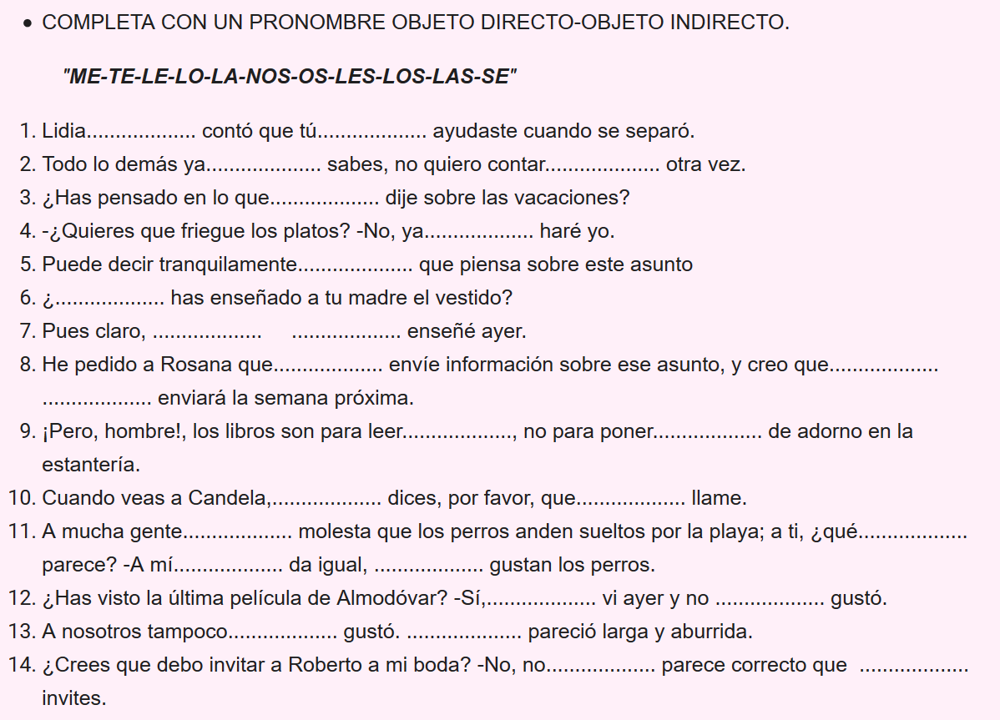 • COMPLETA CON UN PRONOMBRE OBJETO DIRECTO-OBJETO INDIRECTO.
"ME-TE-LE-LO-LA-NOS-OS-LES-LOS-LAS-SE"
1. Lidia................... contó que tú................... ayudaste cuando se separó.
2. Todo lo demás ya.................... sabes, no quiero contar.................... otra vez.
3. ¿Has pensado en lo que................... dije sobre las vacaciones?
4. -¿Quieres que friegue los platos? -No, ya................... haré yo.
5. Puede decir tranquilamente.................... que piensa sobre este asunto
6. ¿................... has enseñado a tu madre el vestido?
7. Pues claro, ................... ................... enseñé ayer.
8. He pedido a Rosana que................... envíe información sobre ese asunto, y creo que...................
................... enviará la semana próxima.
9. ¡Pero, hombre!, los libros son para leer..................., no para poner................... de adorno en la
estantería.
10. Cuando veas a Candela,................... dices, por favor, que................... llame.
11. A mucha gente................... molesta que los perros anden sueltos por la playa; a ti, ¿qué...................
parece? -A mí................... da igual, ................... gustan los perros.
12. ¿Has visto la última película de Almodóvar? -Sí,................... vi ayer y no ................... gustó.
13. A nosotros tampoco................... gustó. .................... pareció larga y aburrida.
14. ¿Crees que debo invitar a Roberto a mi boda? -No, no................... parece correcto que ...................
invites.